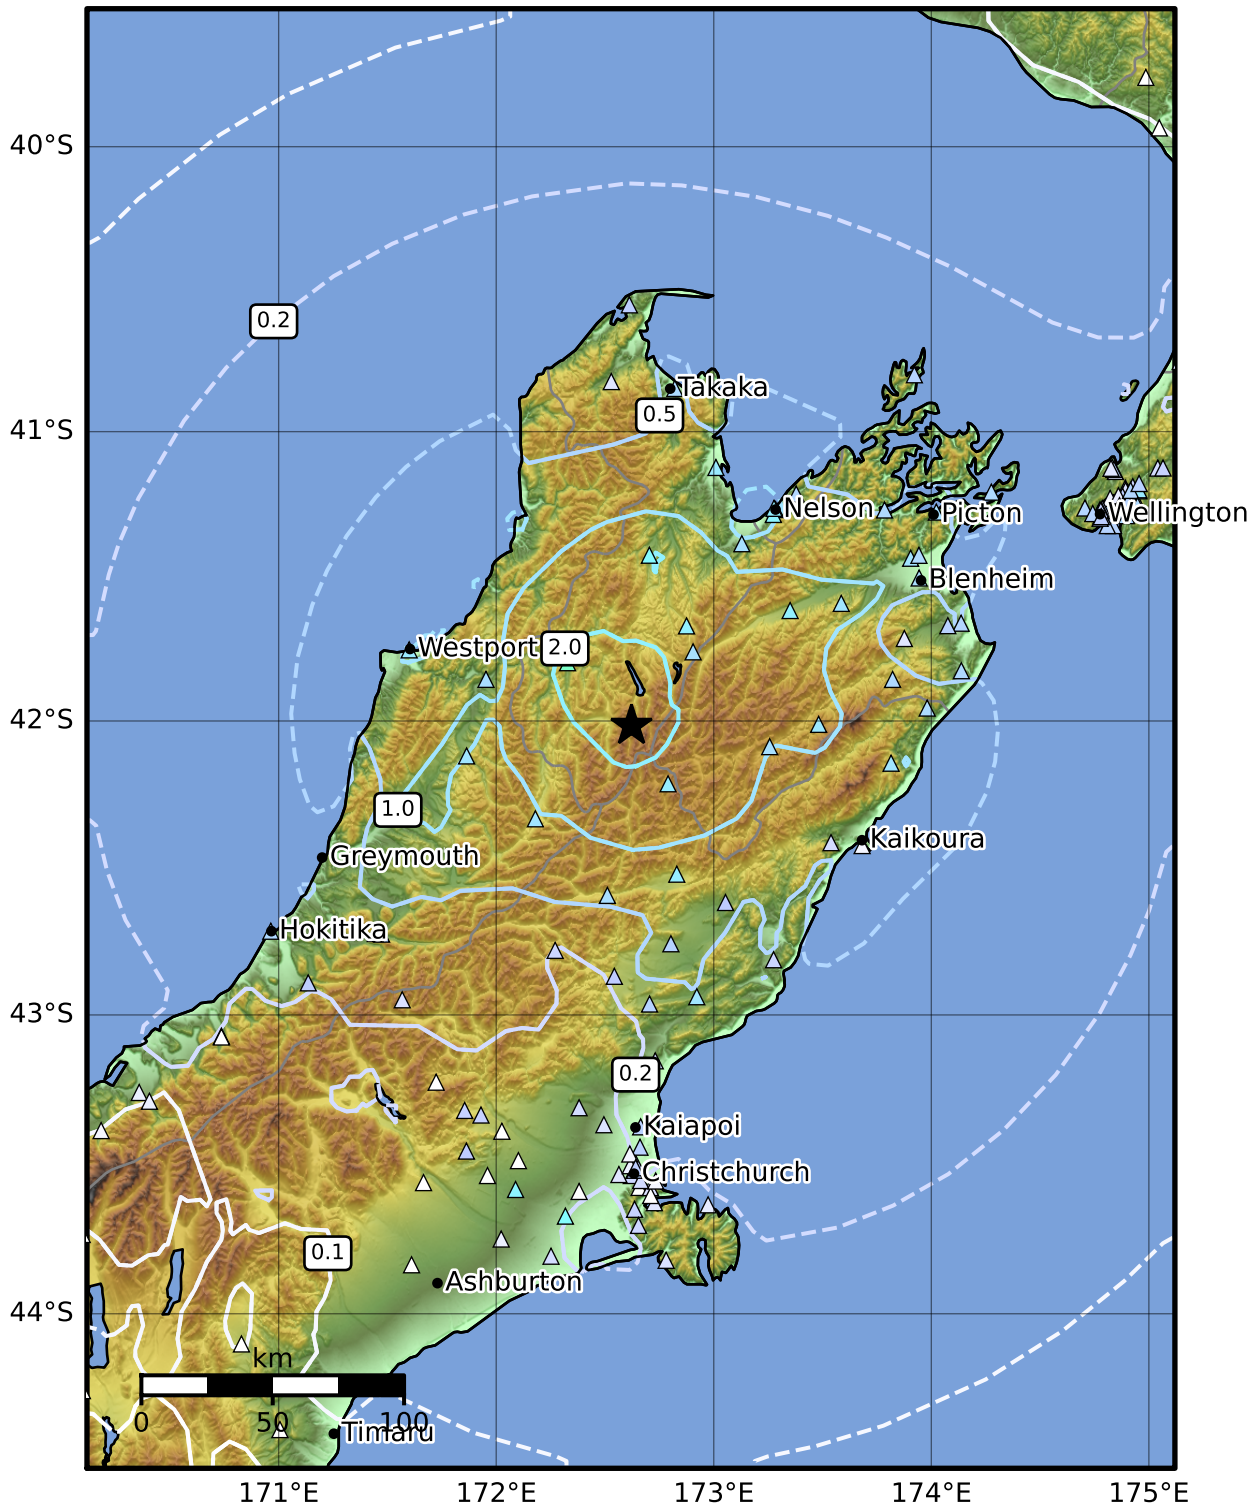 40°S
0.2
Takaka
0.5
41°S
Nelson
Picton
Wellington
Blenheim
Westport
2.0
42°S
1.0
Kaikoura
Greymouth
Hokitika
43°S
0.2
Kaiapoi
Christchurch
0.1
Ashburton
44°S
km
0 50 100
Timaru
171°E 172°E 173°E 174°E 175°E